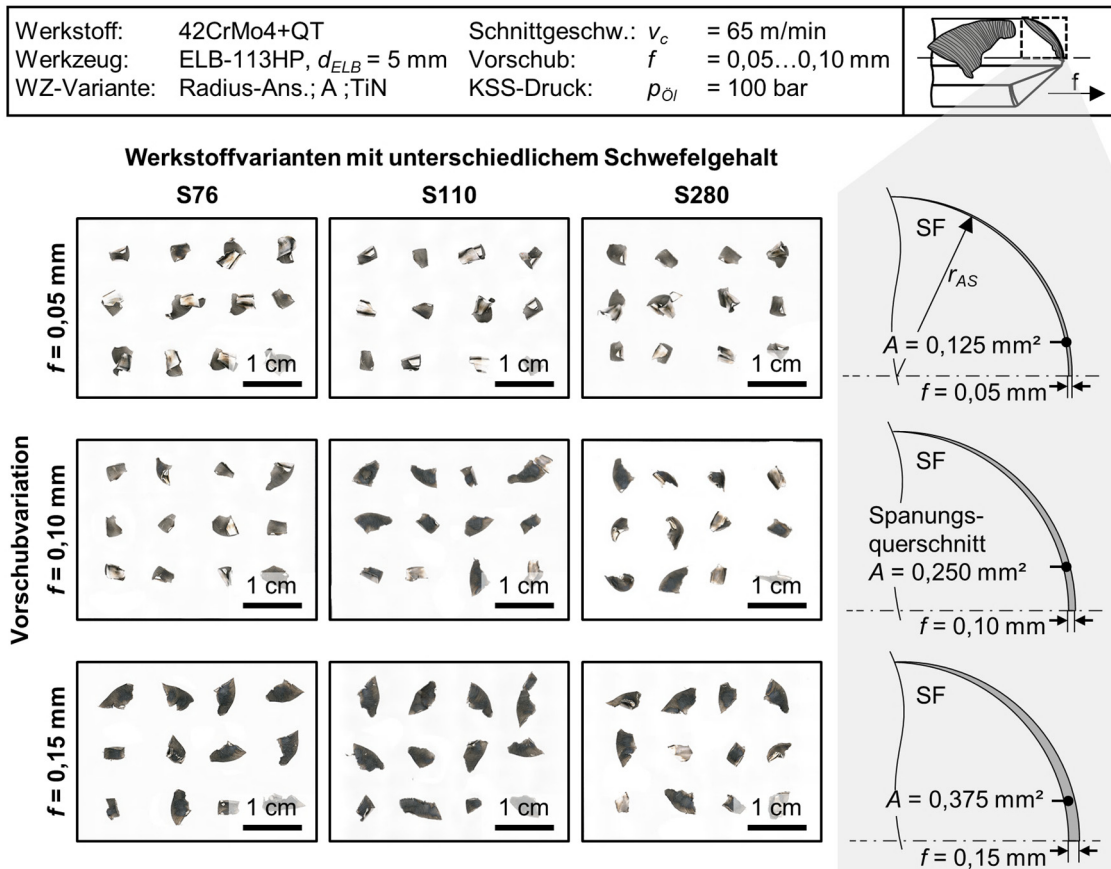 Werkstoff: 42CrMo4+QT Schnittgeschw.: v_c = 65 m/min
Werkzeug: ELB-113HP, d_ELB = 5 mm Vorschub: f = 0,05...0,10 mm
WZ-Variante: Radius-Ans.; A ;TiN KSS-Druck: p_Öl = 100 bar
f
Werkstoffvarianten mit unterschiedlichem Schwefelgehalt
S76 S110 S280
Vorschubvariation
f = 0,05 mm
1 cm 1 cm 1 cm
SF
r_AS
A = 0,125 mm²
f = 0,05 mm
f = 0,10 mm
1 cm 1 cm 1 cm
SF
Spanungs-
querschnitt
A = 0,250 mm²
f = 0,10 mm
f = 0,15 mm
1 cm 1 cm 1 cm
SF
A = 0,375 mm²
f = 0,15 mm